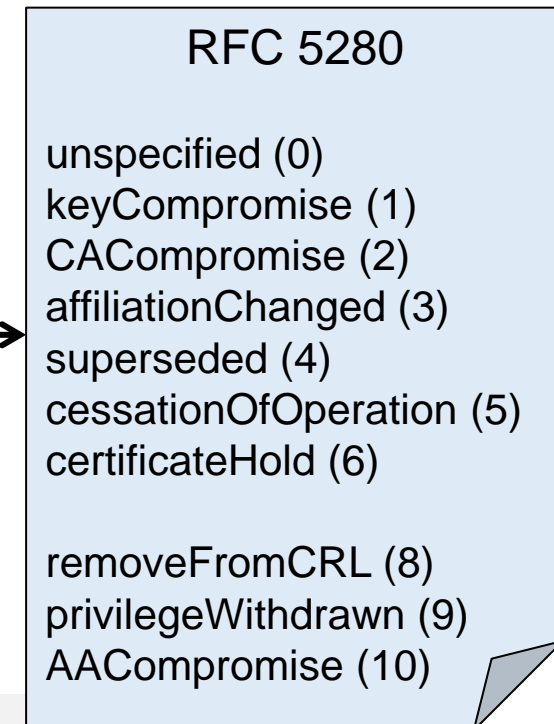 RFC 5280
unspecified (0)
keyCompromise (1)
CACompromise (2)
affiliationChanged (3)
superseded (4)
cessationOfOperation (5)
certificateHold (6)
removeFromCRL (8)
privilegeWithdrawn (9)
AACompromise (10)